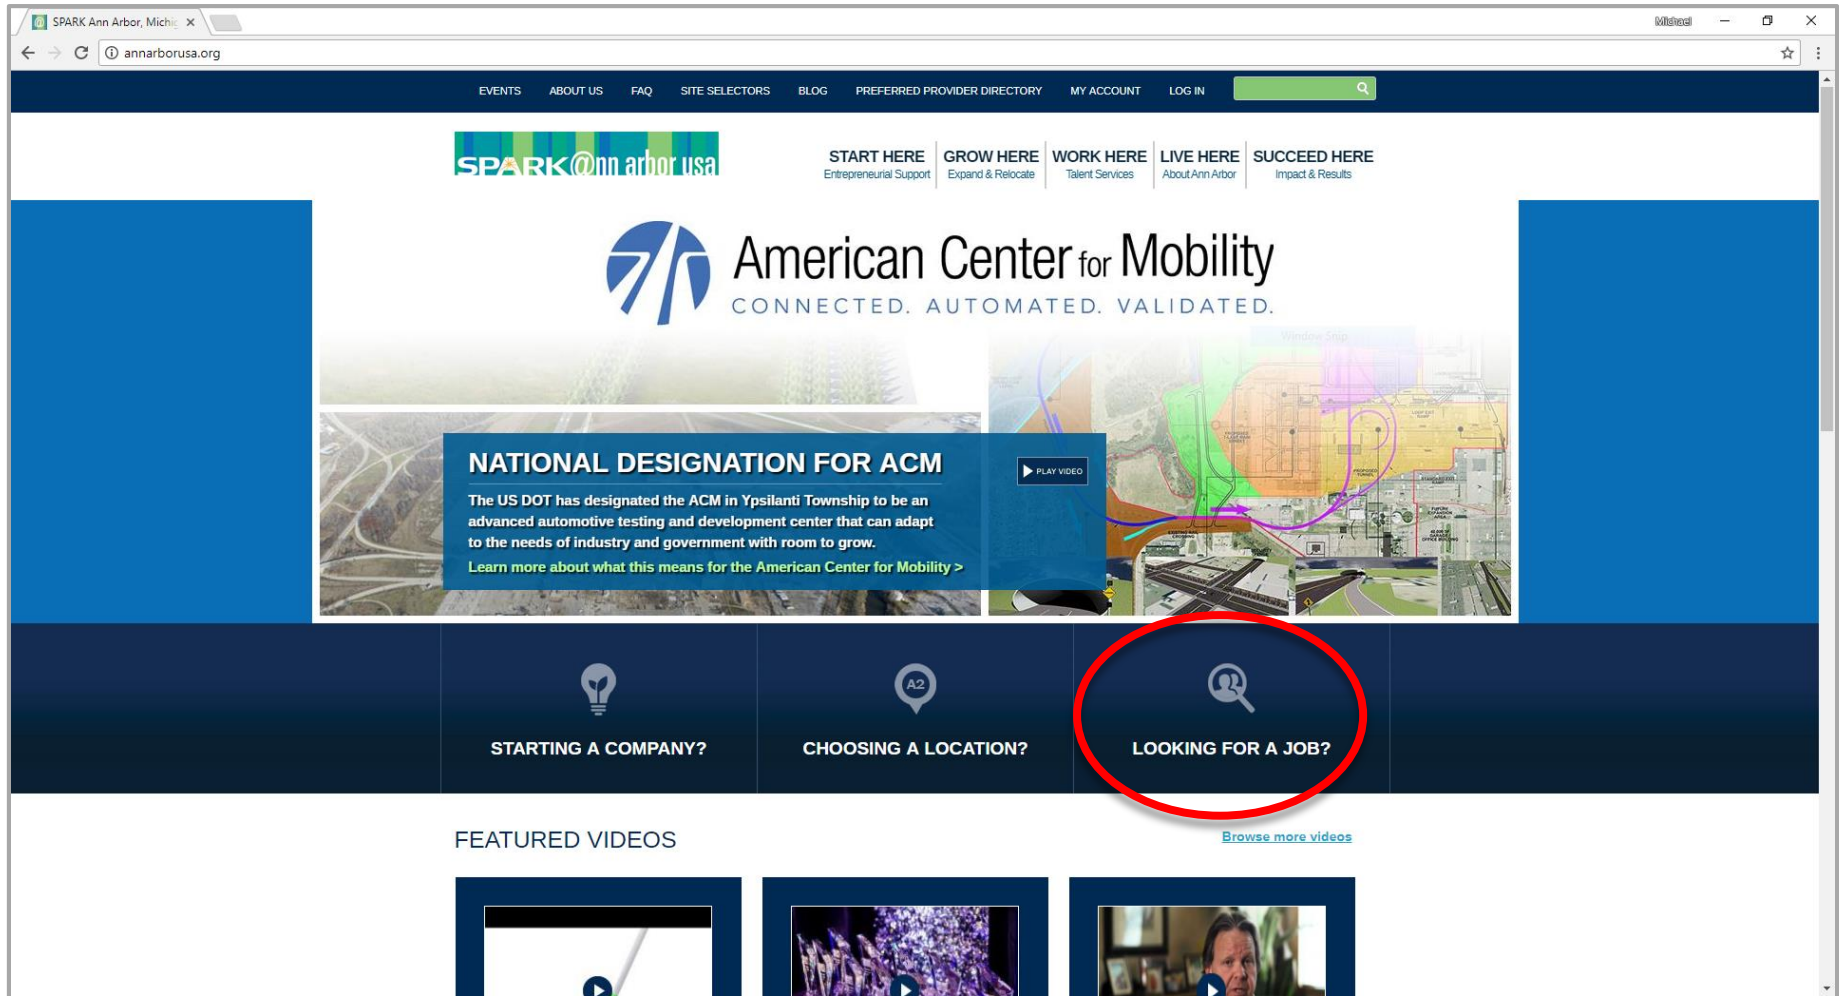 SPARK Ann Arbor, Michig
Michael
annarborusa.org
EVENTS ABOUT US FAQ SITE SELECTORS BLOG PREFERRED PROVIDER DIRECTORY MY ACCOUNT LOG IN
SPARK@nn arbor usa
START HERE GROW HERE WORK HERE LIVE HERE SUCCEED HERE
Entrepreneurial Support Expand & Relocate Talent Services About Ann Arbor Impact & Results
American Center for Mobility
CONNECTED. AUTOMATED. VALIDATED.
Window Snip
NATIONAL DESIGNATION FOR ACM
PLAY VIDEO
The US DOT has designated the ACM in Ypsilanti Township to be an
advanced automotive testing and development center that can adapt
to the needs of industry and government with room to grow.
Learn more about what this means for the American Center for Mobility >
A2
STARTING A COMPANY? CHOOSING A LOCATION? LOOKING FOR A JOB?
FEATURED VIDEOS
Browse more videos